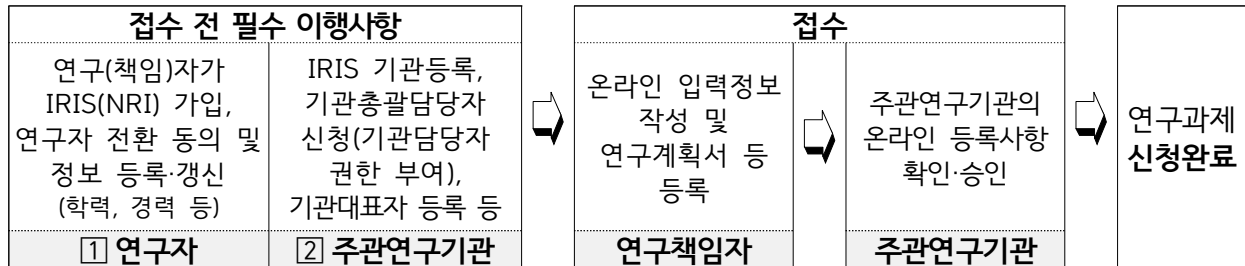 접수 전 필수 이행사항
연구(책임)자가
IRIS(NRI) 가입,
연구자 전환 동의 및
정보 등록·갱신
(학력, 경력 등)
1 연구자
IRIS 기관등록,
기관총괄담당자
신청(기관담당자
권한 부여),
기관대표자 등록 등
2 주관연구기관
접수
온라인 입력정보
작성 및
연구계획서 등
등록
연구책임자
주관연구기관의
온라인 등록사항
확인·승인
주관연구기관
연구과제
신청완료